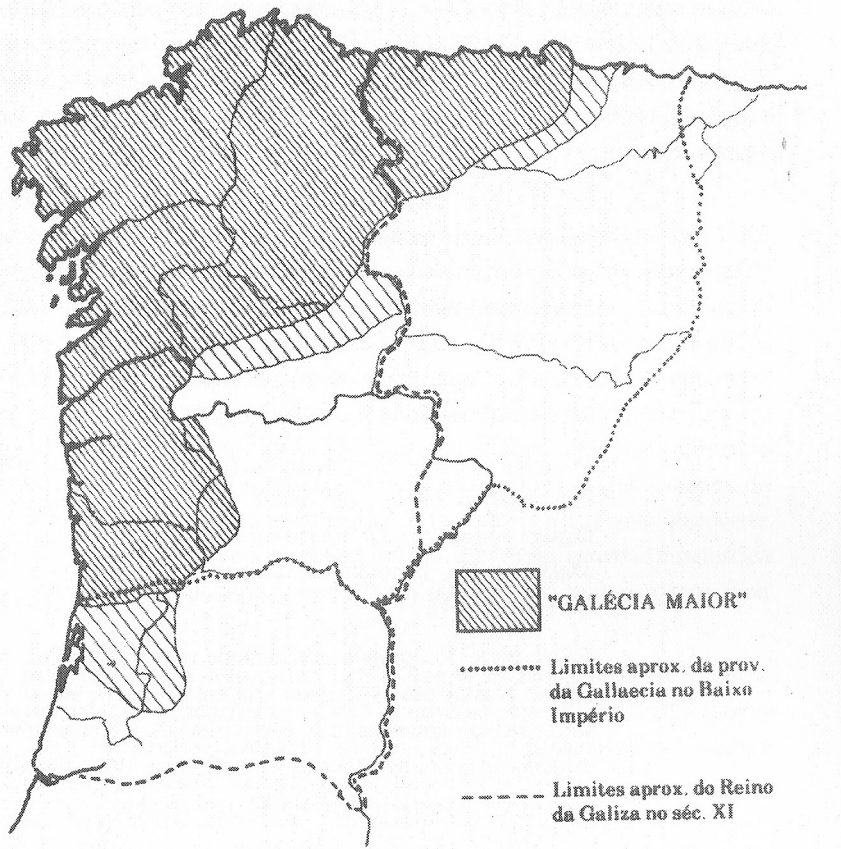 "GALÉCIA MAIOR"
Limites aprox. da prov.
da Gallaecia no Baixo
Império
Limites aprox. do Reino
da Galiza no séc. XI